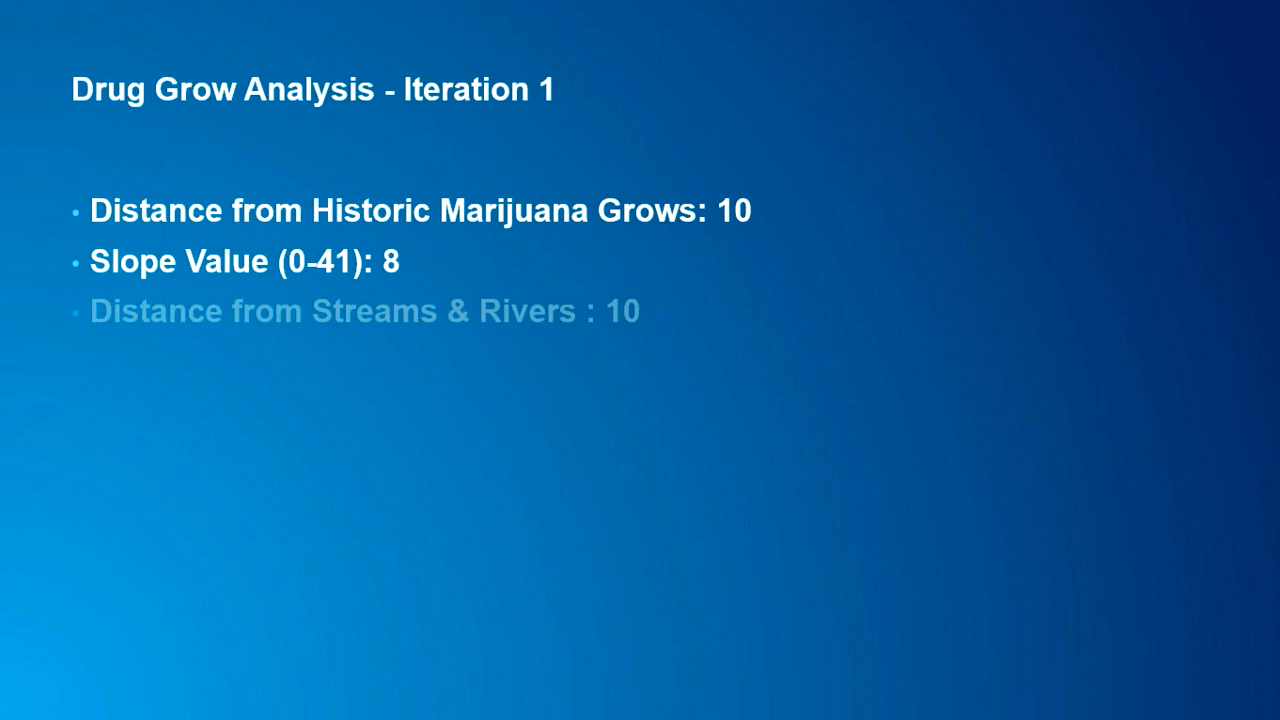 Drug Grow Analysis - Iteration 1
• Distance from Historic Marijuana Grows: 10
• Slope Value (0-41): 8
• Distance from Streams & Rivers : 10